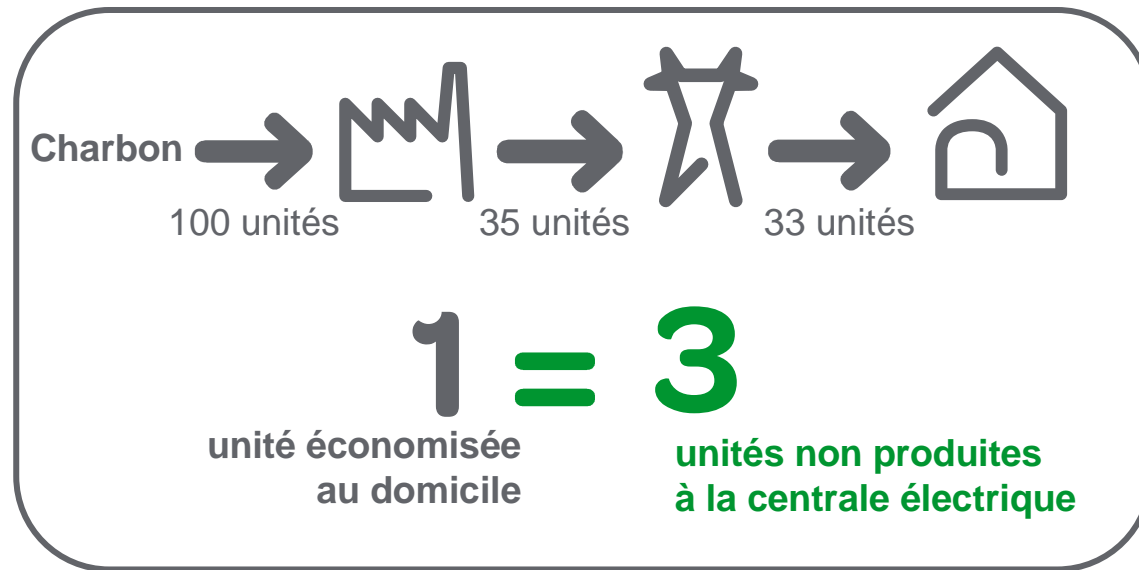 Charbon
100 unités
35 unités
33 unités
1 = 3
unité économisée
au domicile
unités non produites
à la centrale électrique